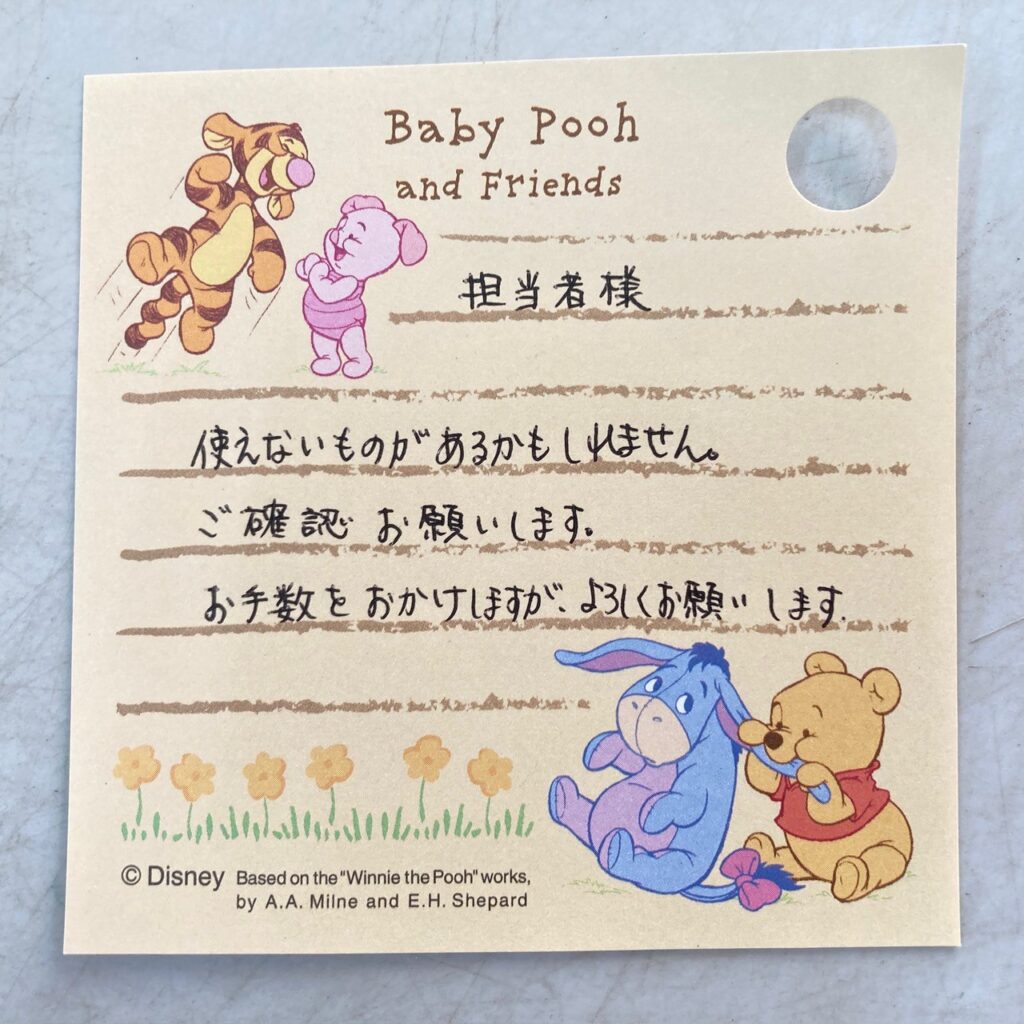 Baby Pooh
and Friends
担当者様
使えないものがあるかもしれません。
ご確認お願いします。
お手数をおかけしますが、よろしくお願いします.
© Disney Based on the "Winnie the Pooh" works,
by A.A. Milne and E.H. Shepard